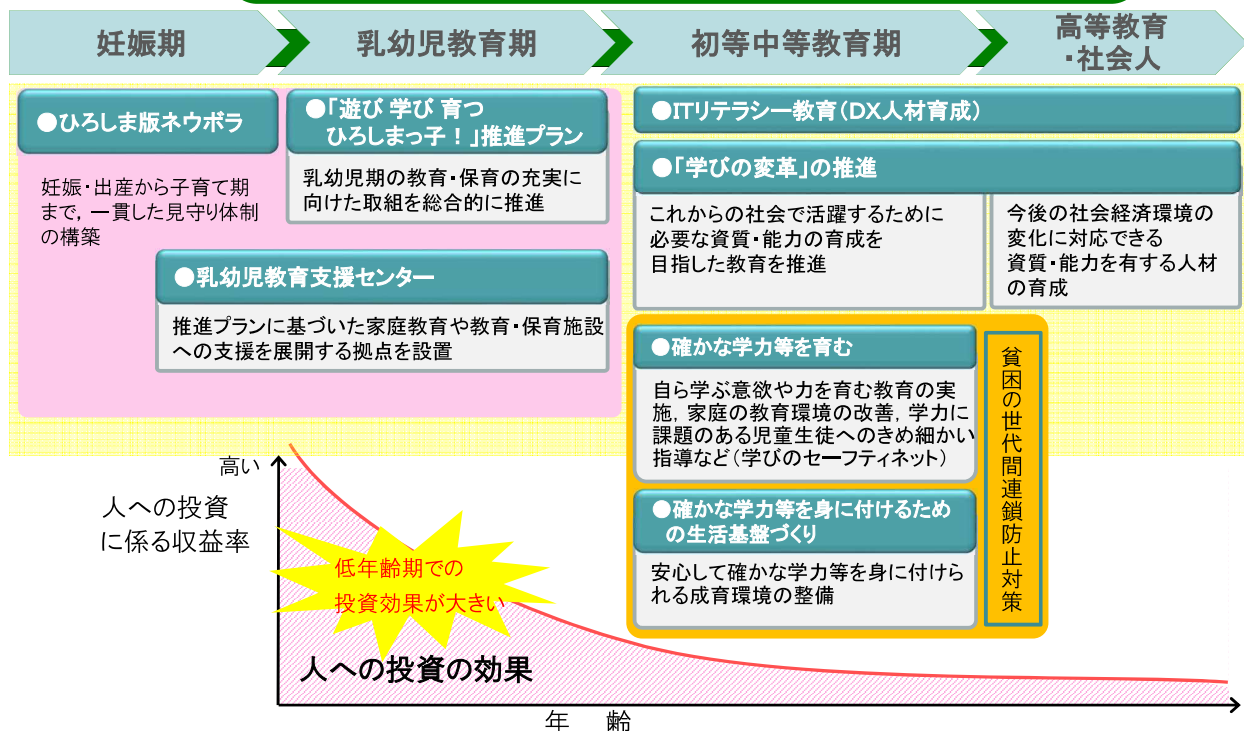 妊娠期
乳幼児教育期
初等中等教育期
高等教育
・社会人
●ひろしま版ネウボラ
妊娠・出産から子育て期
まで，一貫した見守り体制
の構築
●「遊び 学び 育つ
ひろしまっ子！」推進プラン
乳幼児期の教育・保育の充実に
向けた取組を総合的に推進
●乳幼児教育支援センター
推進プランに基づいた家庭教育や教育・保育施設
への支援を展開する拠点を設置
●ITリテラシー教育（DX人材育成）
●「学びの変革」の推進
これからの社会で活躍するために
必要な資質・能力の育成を
目指した教育を推進
今後の社会経済環境の
変化に対応できる
資質・能力を有する人材
の育成
●確かな学力等を育む
自ら学ぶ意欲や力を育む教育の実
施，家庭の教育環境の改善，学力に
課題のある児童生徒へのきめ細かい
指導など（学びのセーフティネット）
●確かな学力等を身に付けるため
の生活基盤づくり
安心して確かな学力等を身に付けら
れる成育環境の整備
貧困の世代間連鎖防止対策
高い
人への投資
に係る収益率
低年齢期での
投資効果が大きい
人への投資の効果
年 齢